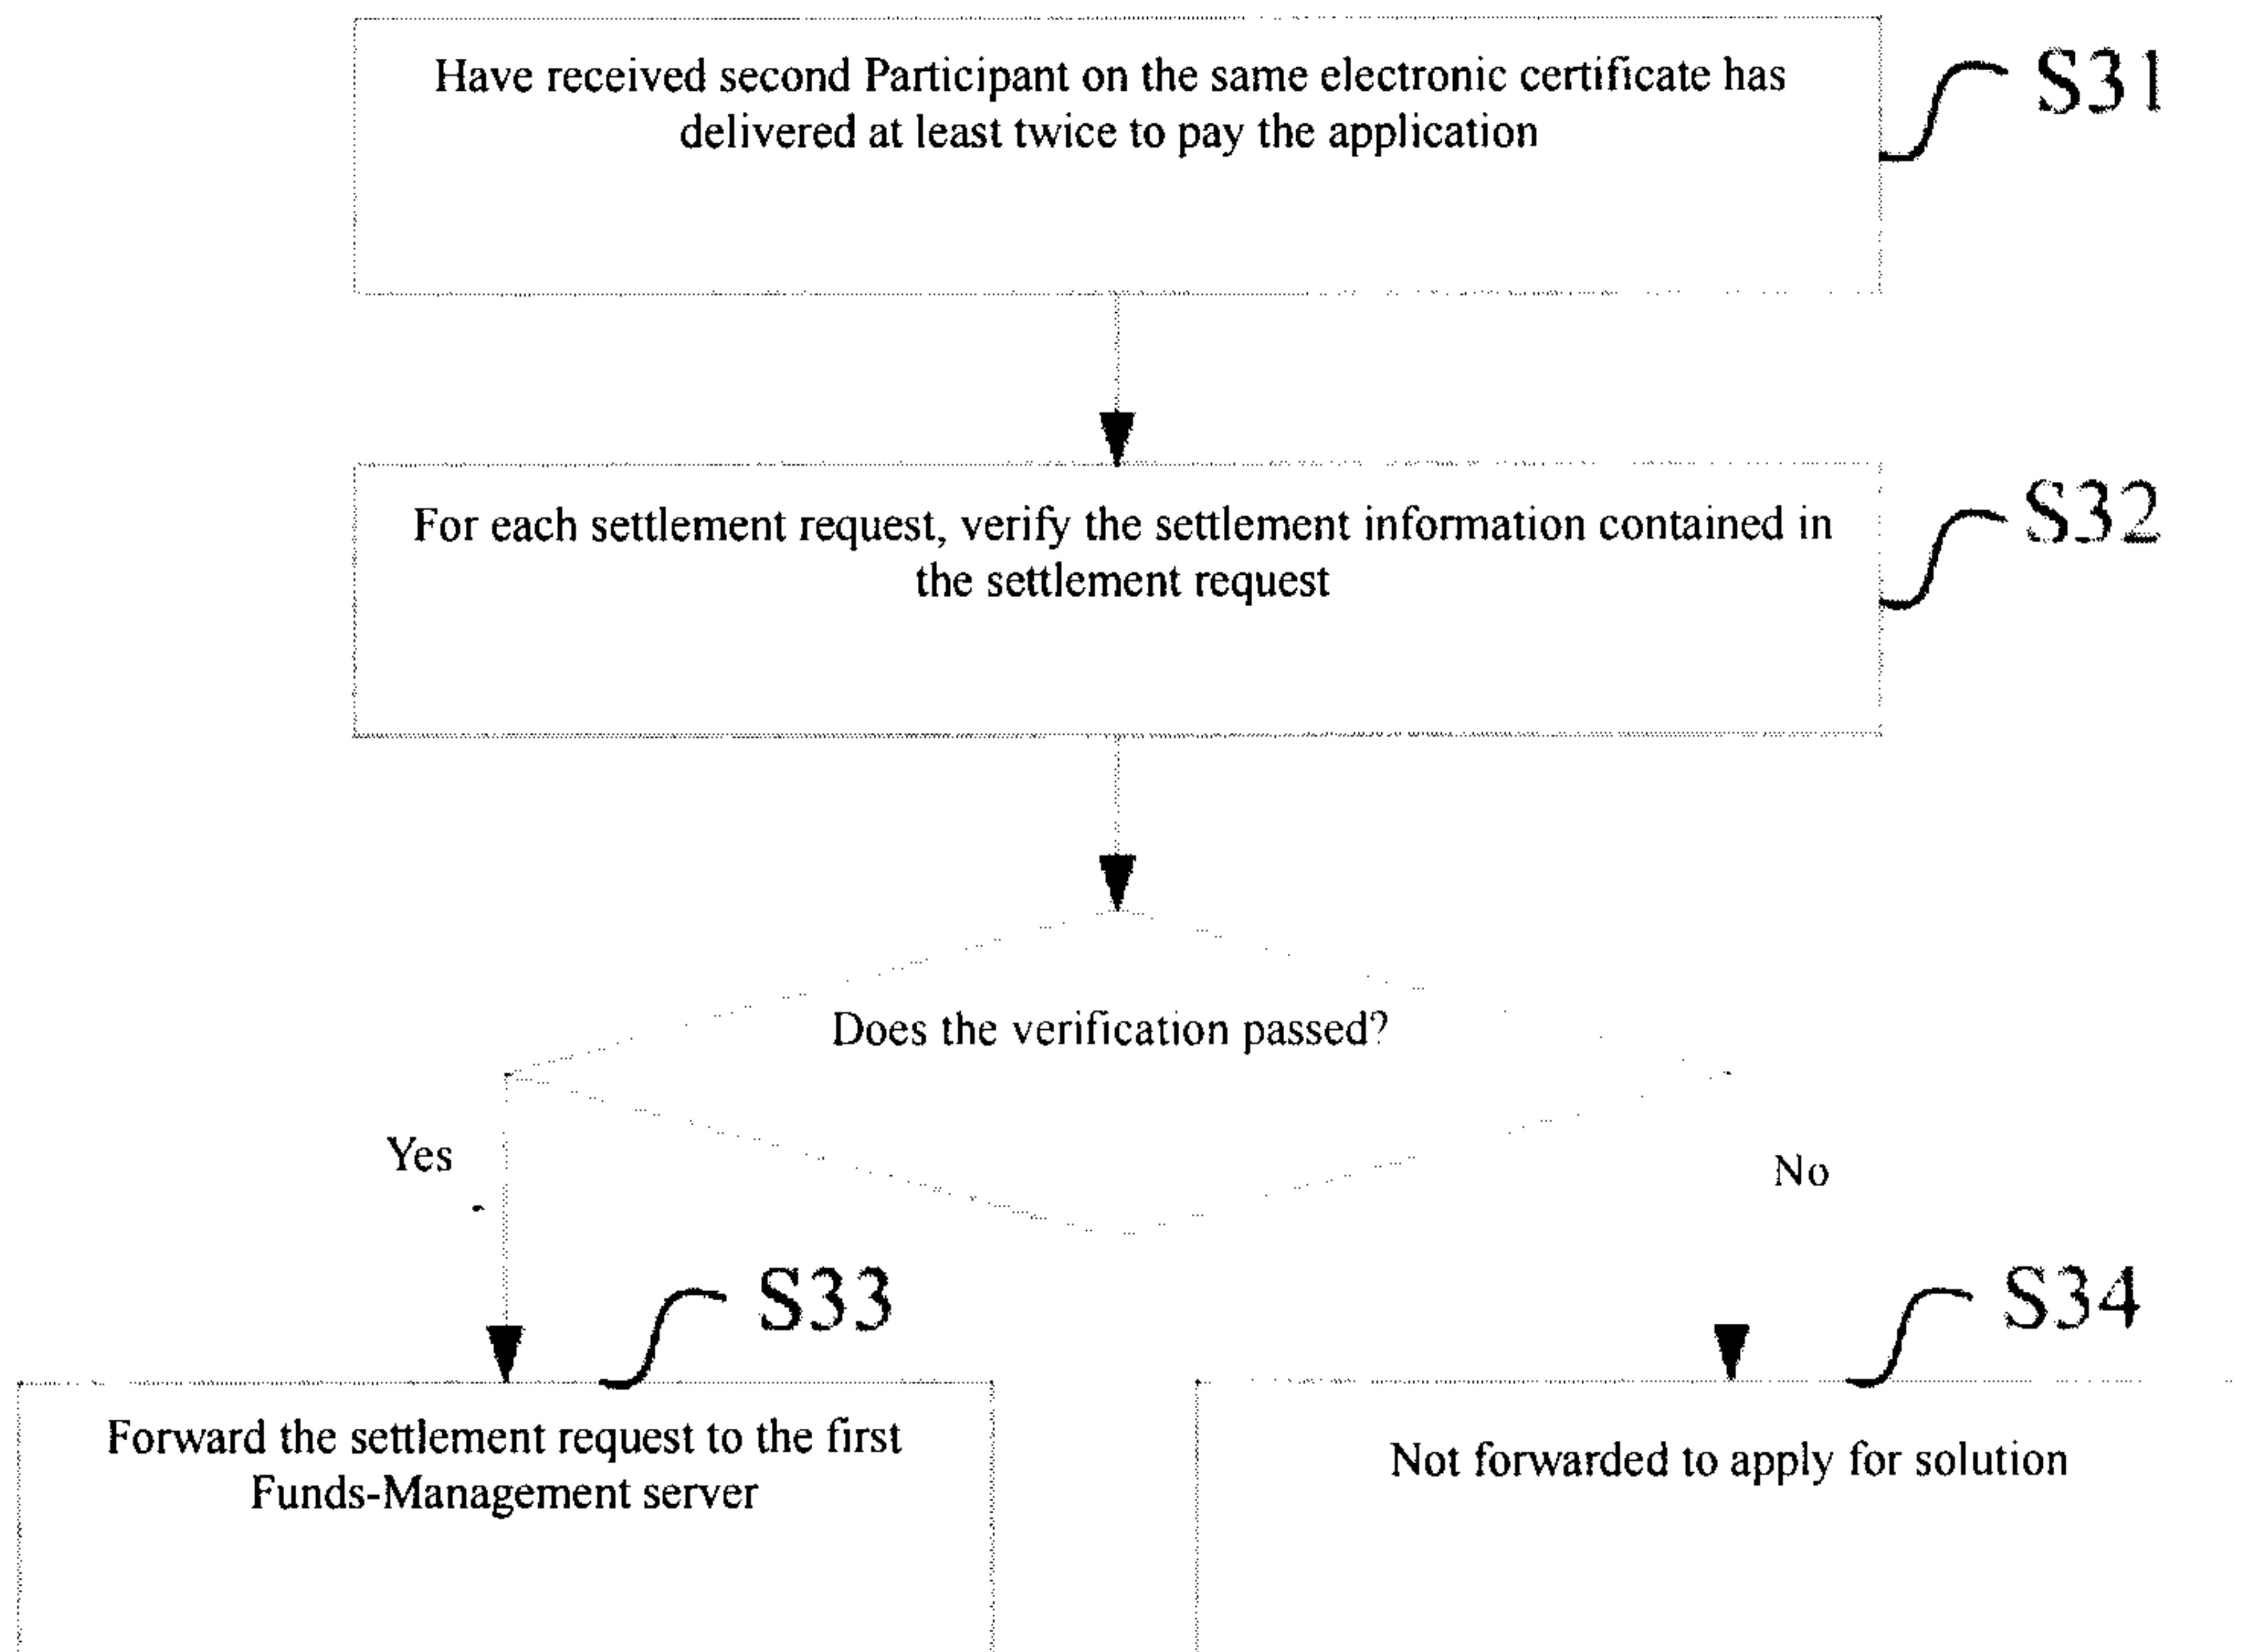 Have received second Participant on the same electronic certificate has
delivered at least twice to pay the application
S31
For each settlement request, verify the settlement information contained in
the settlement request
S32
Does the verification passed?
Yes
No
S33
S34
Forward the settlement request to the first
Funds-Management server
Not forwarded to apply for solution